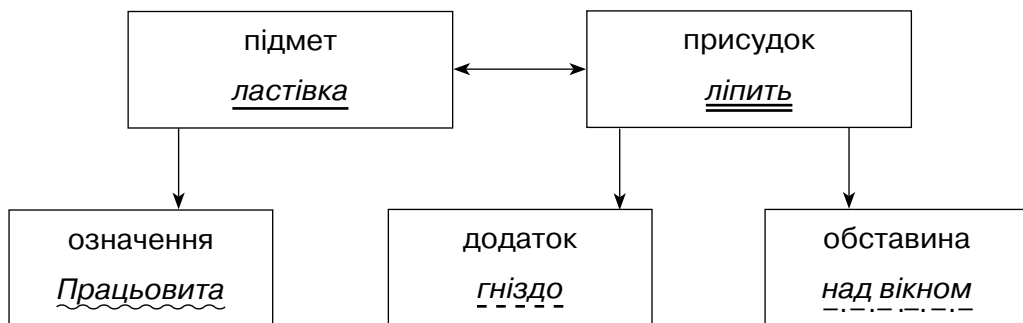 підмет
ластівка
присудок
ліпить
означення
Працьовита
додаток
гніздо
обставина
над вікном